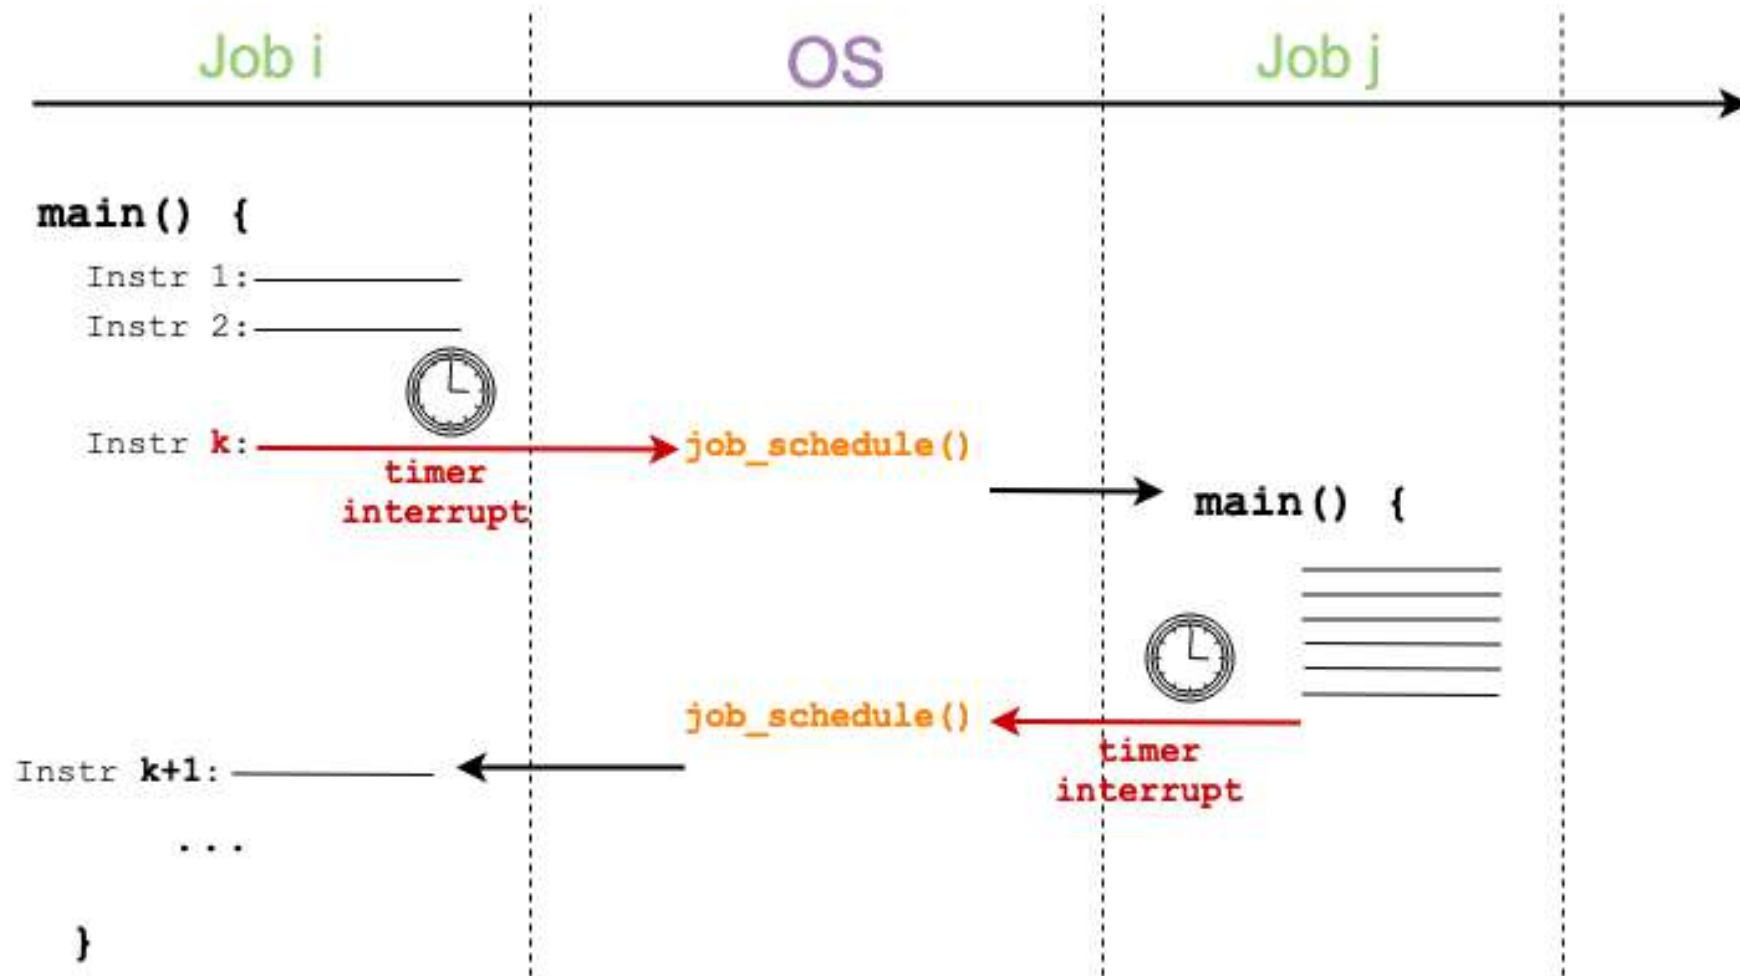 Job i
OS
Job j
main() {
Instr 1:
Instr 2:
Instr k:
timer
interrupt
job_schedule()
main() {
job_schedule()
timer
interrupt
Instr k+1:
...
}